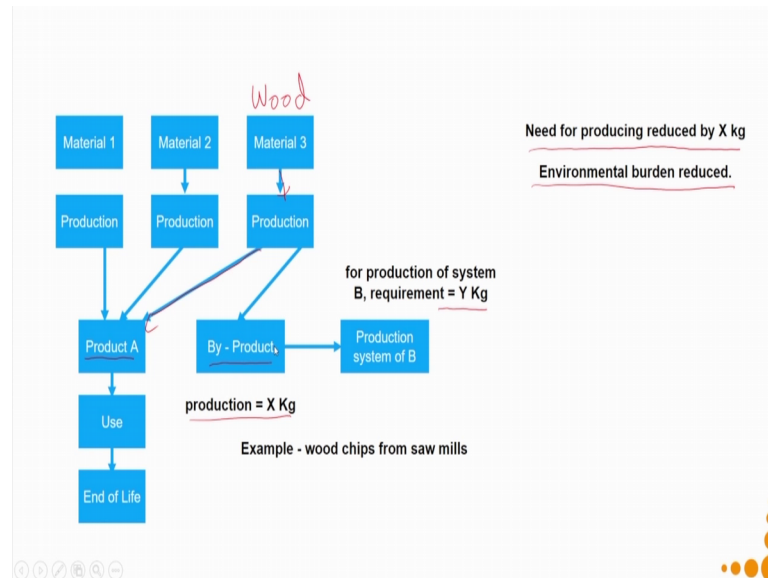 Wood
Material 1
Material 2
Material 3
Need for producing reduced by X kg
Environmental burden reduced.
Production
Production
Production
for production of system
B, requirement = Y Kg
Product A
By - Product
Production
system of B
production = X Kg
Use
Example - wood chips from saw mills
End of Life